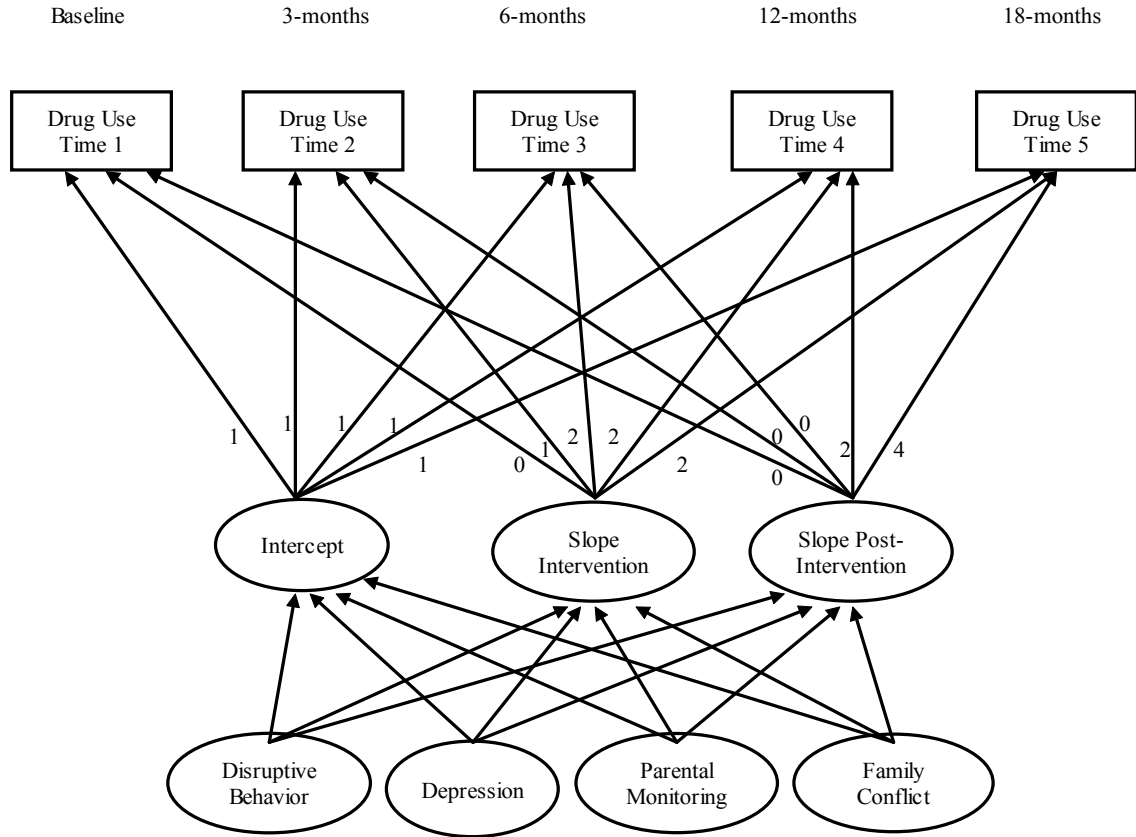 Baseline
3-months
6-months
12-months
18-months
Drug Use
Time 1
Drug Use
Time 2
Drug Use
Time 3
Drug Use
Time 4
Drug Use
Time 5
1
1
1
1
1
0
1
2
2
2
0
0
0
2
4
Intercept
Slope
Intervention
Slope Post-
Intervention
Disruptive
Behavior
Depression
Parental
Monitoring
Family
Conflict